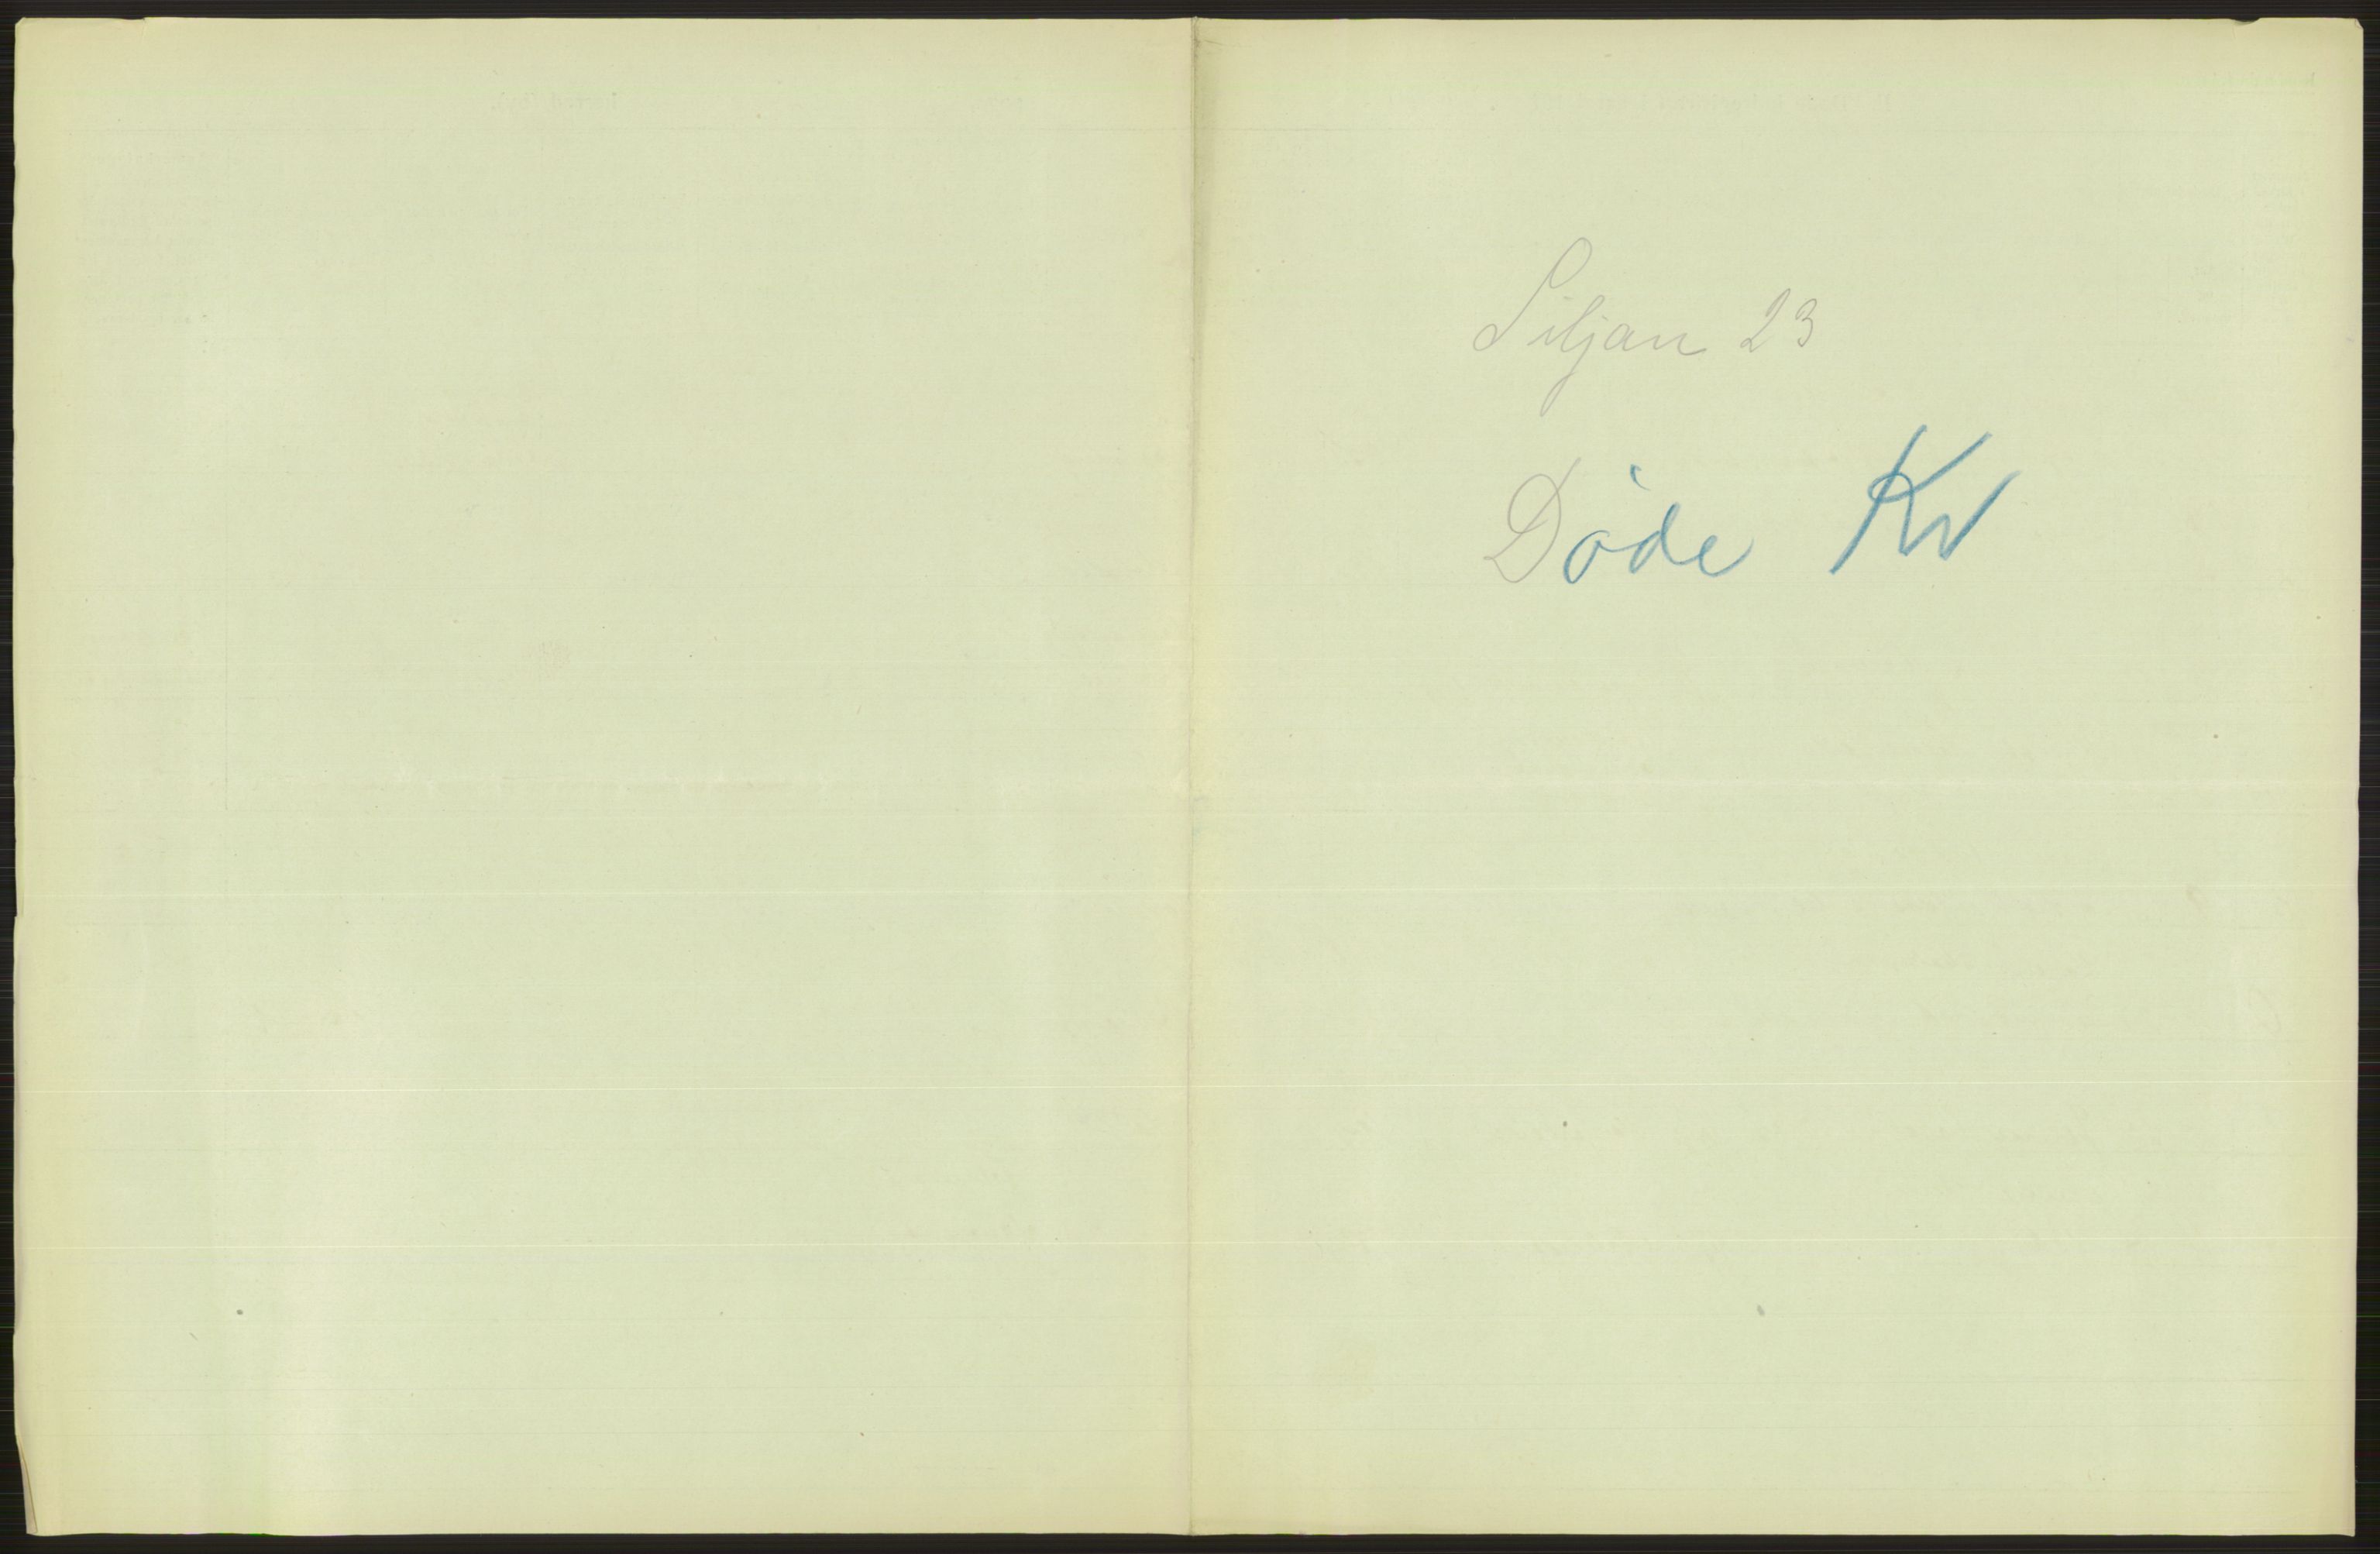 Siljan 23
Døde Kv